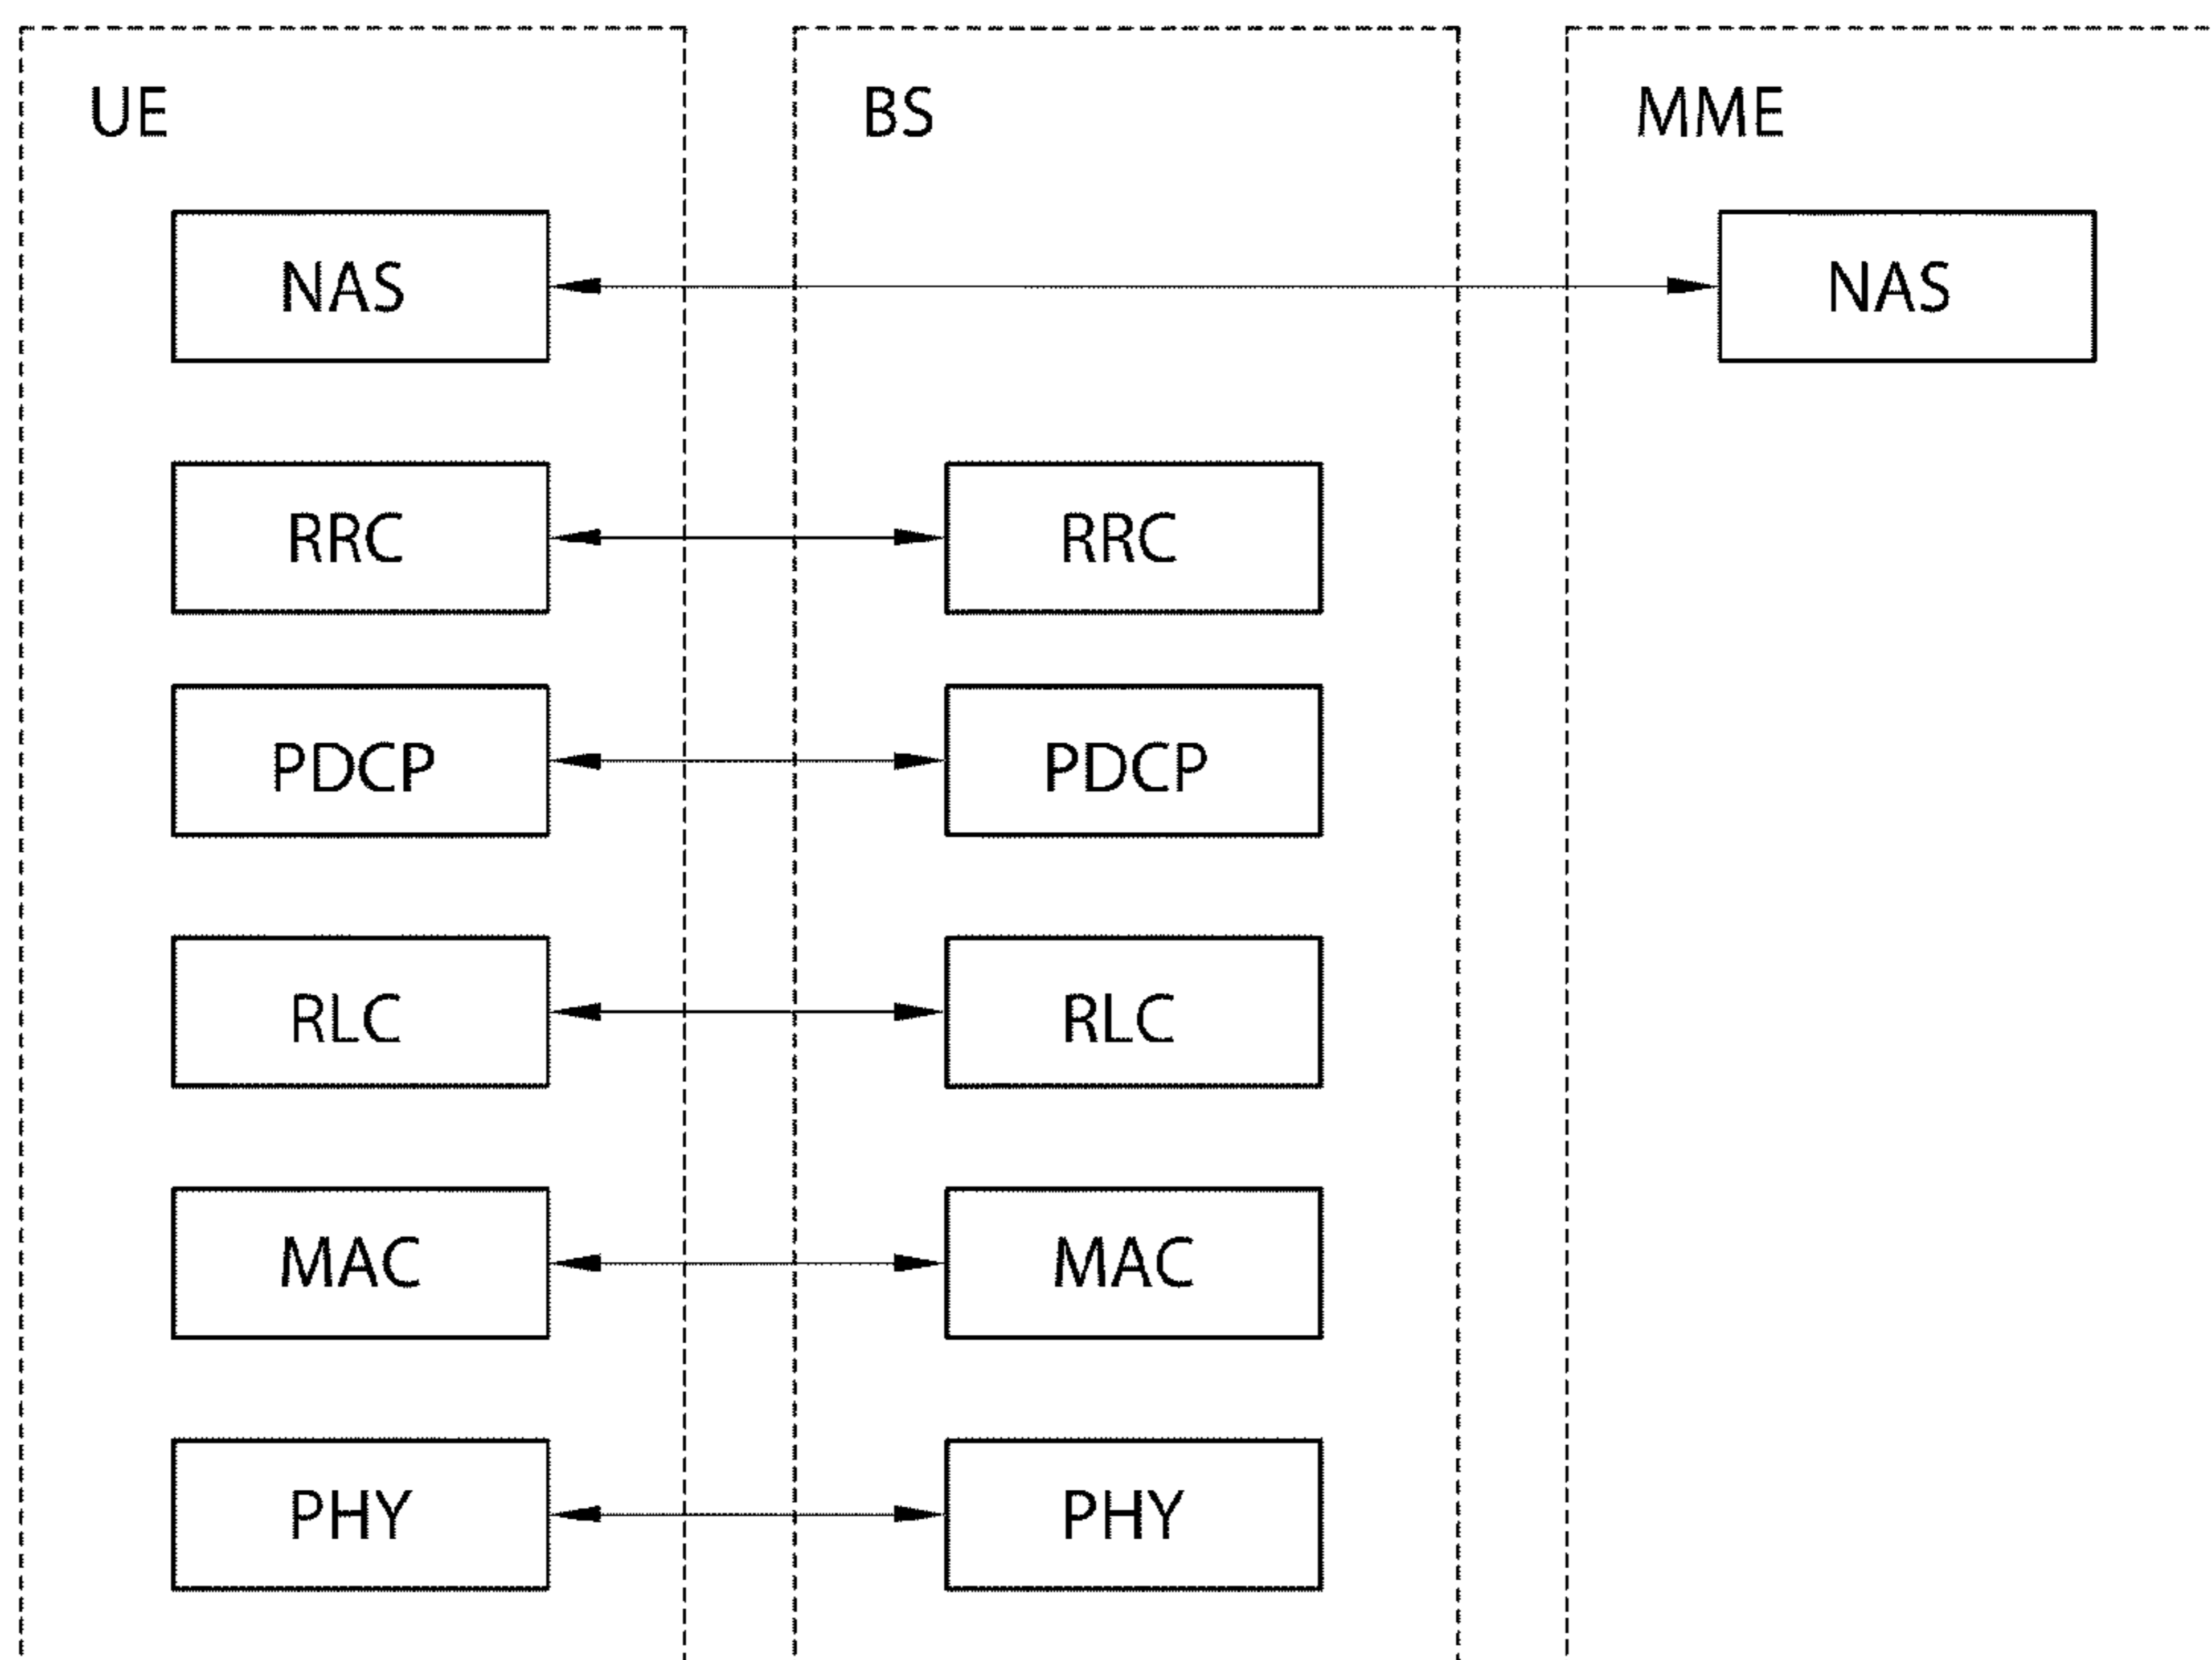 UE BS MME
NAS NAS
RRC RRC
PDCP PDCP
RLC RLC
MAC MAC
PHY PHY